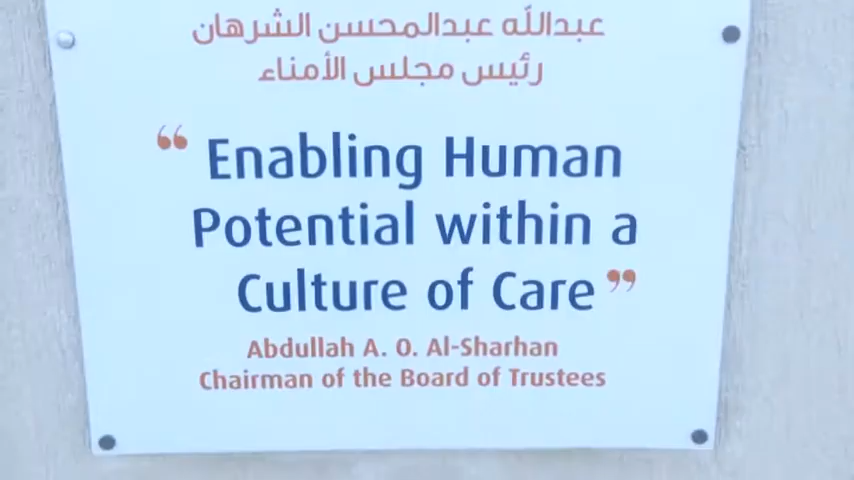 عبدالله عبدالمحسن الشرهان
رئيس مجلس الأمناء
“ Enabling Human
Potential within a
Culture of Care ”
Abdullah A. O. Al-Sharhan
Chairman of the Board of Trustees